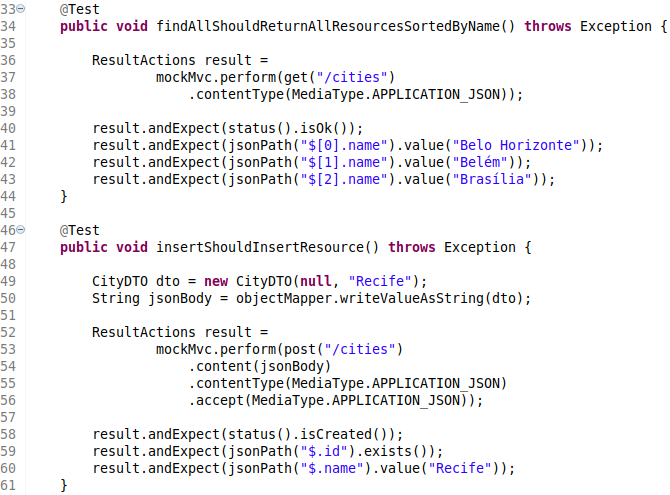 33 @Test
34 public void findAllShouldReturnAllResourcesSortedByName() throws Exception {
35
36 ResultActions result =
37 mockMvc.perform(get("/cities")
38 .contentType(MediaType.APPLICATION_JSON));
39
40 result.andExpect(status().isOk());
41 result.andExpect(jsonPath("$[0].name").value("Belo Horizonte"));
42 result.andExpect(jsonPath("$[1].name").value("Belém"));
43 result.andExpect(jsonPath("$[2].name").value("Brasília"));
44 }
45
46 @Test
47 public void insertShouldInsertResource() throws Exception {
48
49 CityDTO dto = new CityDTO(null, "Recife");
50 String jsonBody = objectMapper.writeValueAsString(dto);
51
52 ResultActions result =
53 mockMvc.perform(post("/cities")
54 .content(jsonBody)
55 .contentType(MediaType.APPLICATION_JSON)
56 .accept(MediaType.APPLICATION_JSON));
57
58 result.andExpect(status().isCreated());
59 result.andExpect(jsonPath("$.id").exists());
60 result.andExpect(jsonPath("$.name").value("Recife"));
61 }